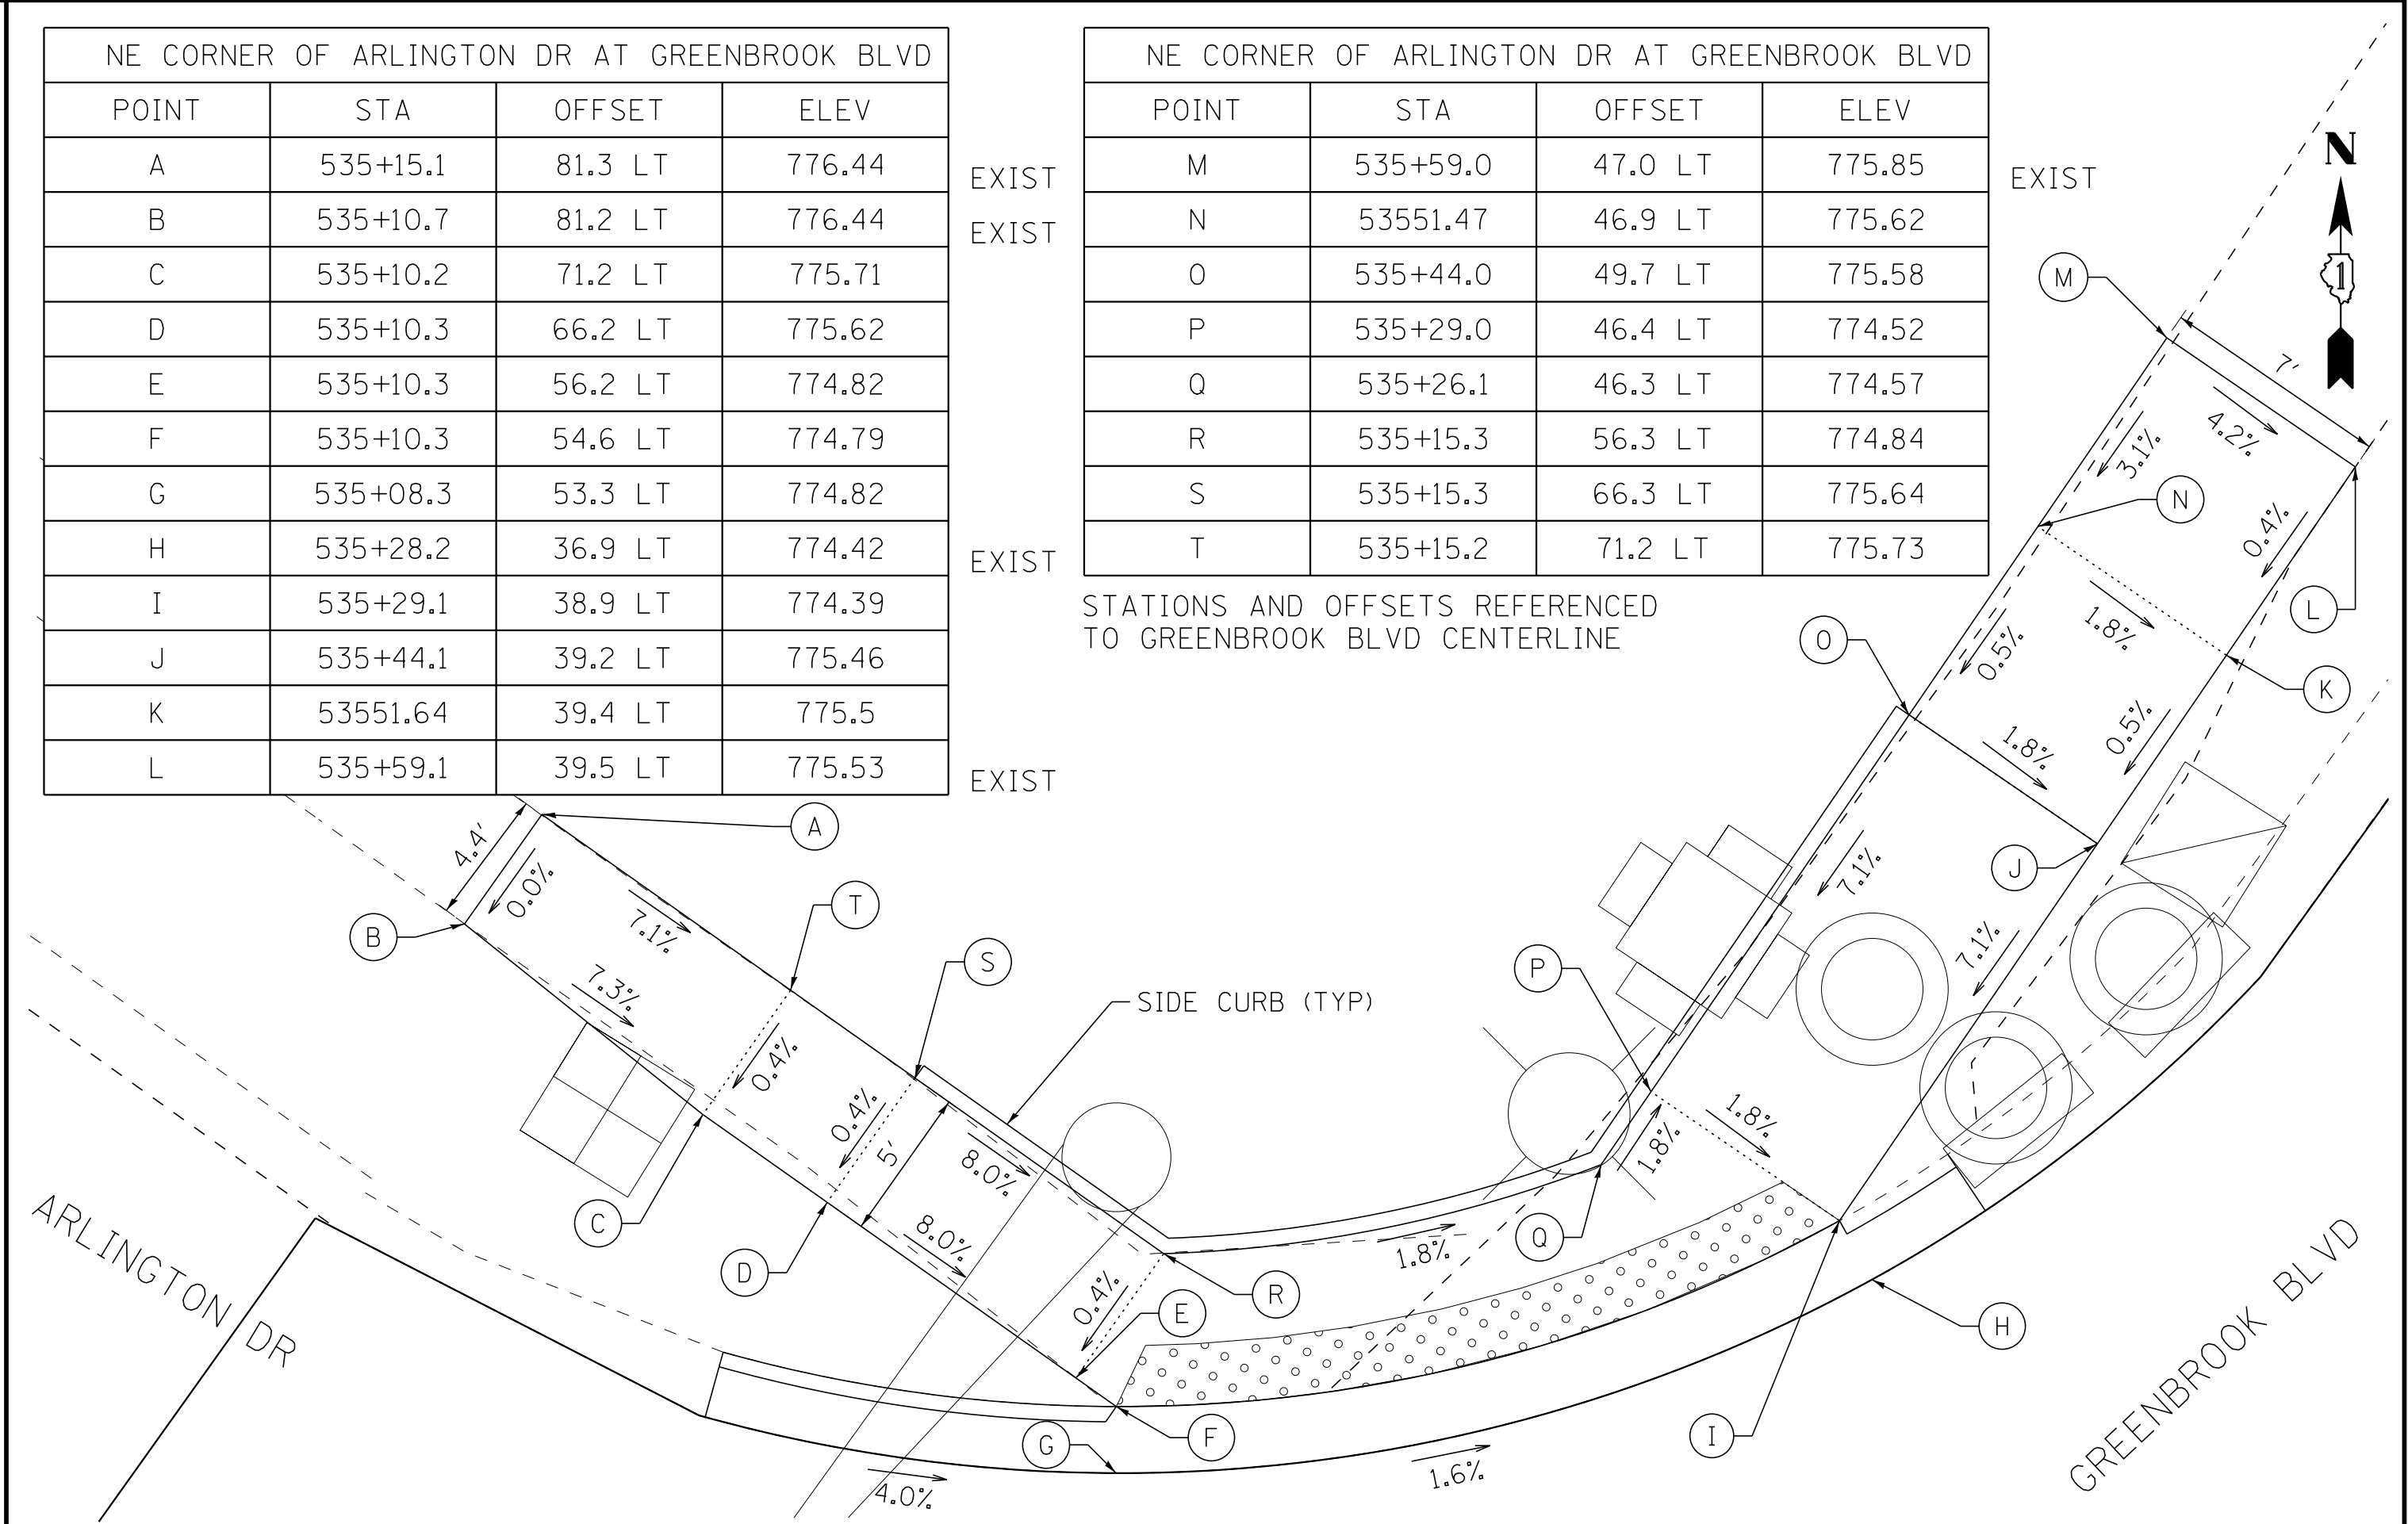 NE CORNER OF ARLINGTON DR AT GREENBROOK BLVD
POINT STA OFFSET ELEV
A 535+15.1 81.3 LT 776.44 EXIST
B 535+10.7 81.2 LT 776.44 EXIST
C 535+10.2 71.2 LT 775.71
D 535+10.3 66.2 LT 775.62
E 535+10.3 56.2 LT 774.82
F 535+10.3 54.6 LT 774.79
G 535+08.3 53.3 LT 774.82
H 535+28.2 36.9 LT 774.42 EXIST
I 535+29.1 38.9 LT 774.39
J 535+44.1 39.2 LT 775.46
K 53551.64 39.4 LT 775.5
L 535+59.1 39.5 LT 775.53 EXIST
NE CORNER OF ARLINGTON DR AT GREENBROOK BLVD
POINT STA OFFSET ELEV
M 535+59.0 47.0 LT 775.85 EXIST
N 53551.47 46.9 LT 775.62
O 535+44.0 49.7 LT 775.58
P 535+29.0 46.4 LT 774.52
Q 535+26.1 46.3 LT 774.57
R 535+15.3 56.3 LT 774.84
S 535+15.3 66.3 LT 775.64
T 535+15.2 71.2 LT 775.73
STATIONS AND OFFSETS REFERENCED
TO GREENBROOK BLVD CENTERLINE
N
1
M
7'
4.2%
3.1%
N
0.4%
L
1.8%
O
0.5%
K
0.5%
1.8%
A
4.4'
0.0%
J
7.1%
T
B
7.1%
7.1%
S
P
7.3%
SIDE CURB (TYP)
0.4%
0.4%
5'
1.8%
1.8%
8.0%
C
8.0%
Q
1.8%
D
R
0.4%
E
H
ARLINGTON DR
GREENBROOK BLVD
G
F
I
1.6%
4.0%